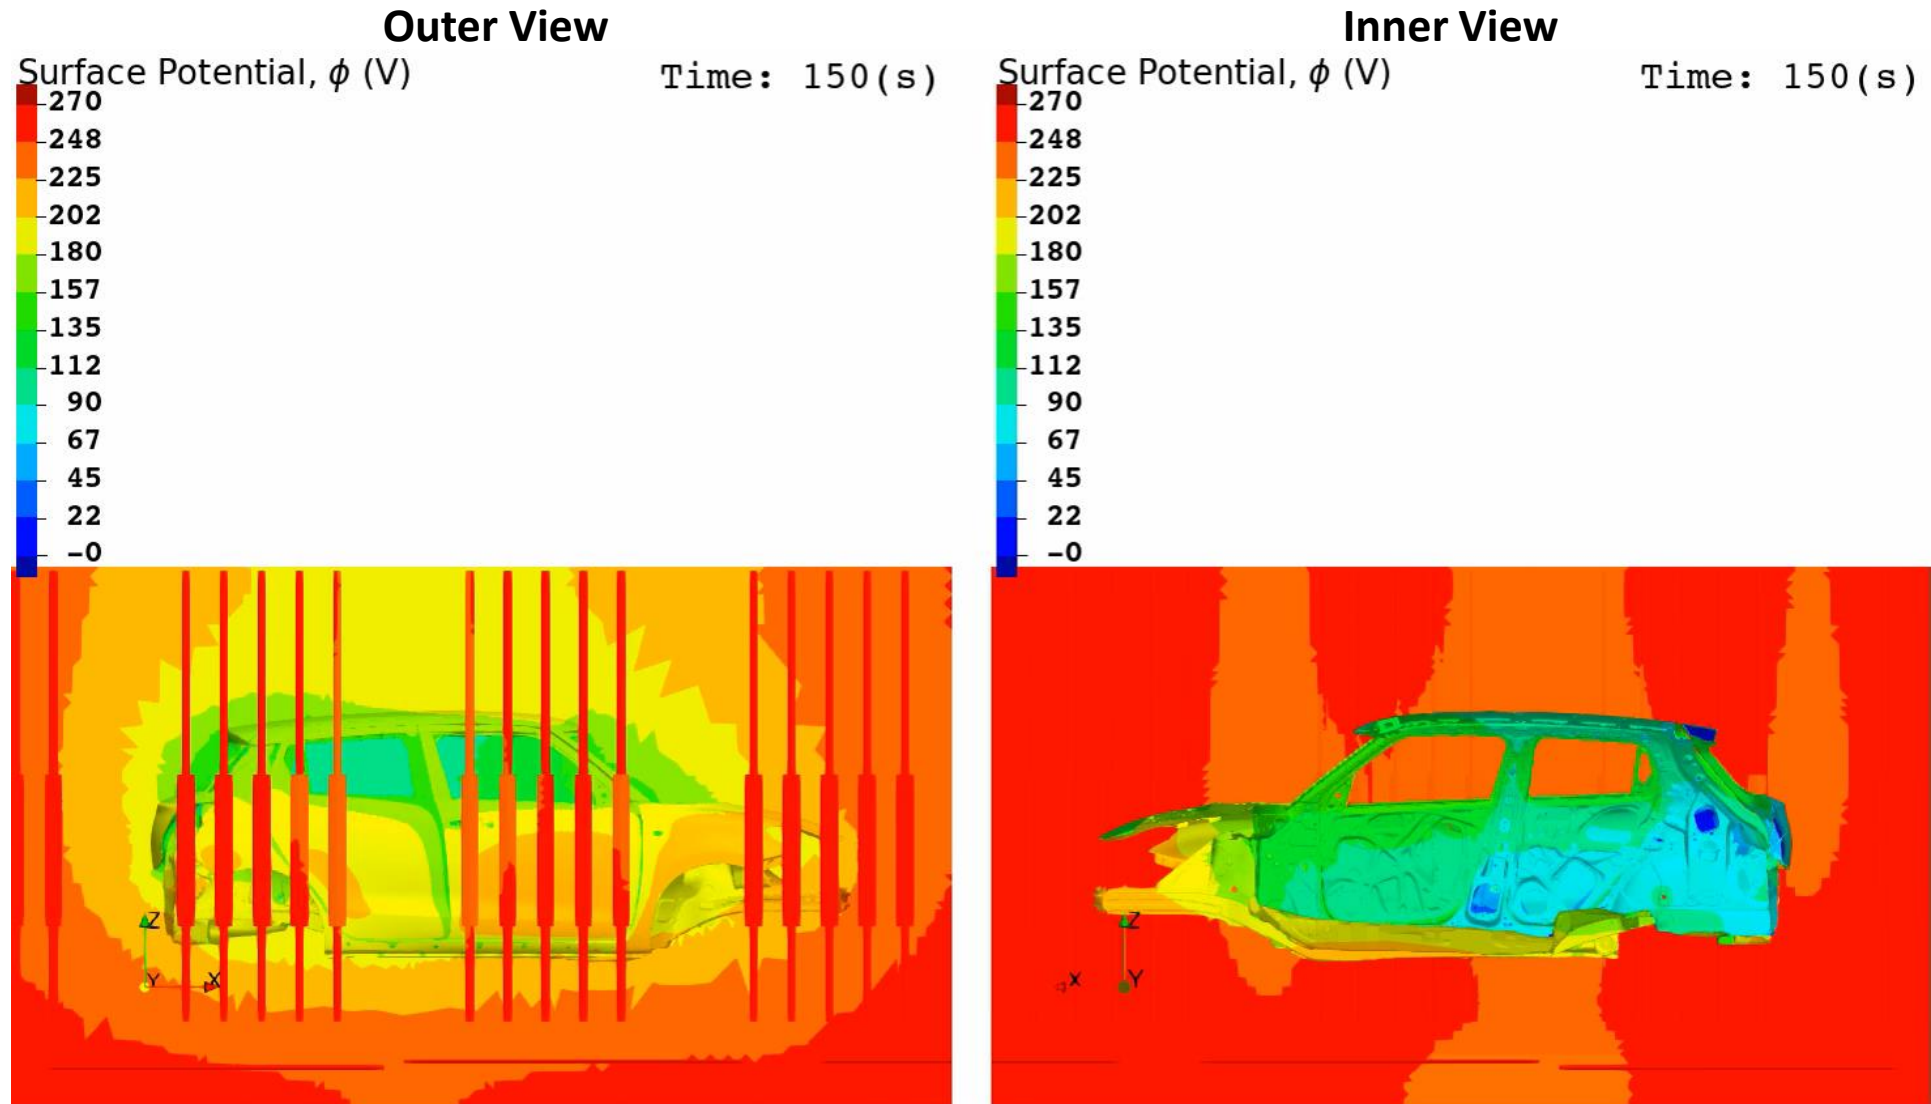 Outer View
Surface Potential, ϕ (V)
Time: 150(s)
270
248
225
202
180
157
135
112
90
67
45
22
-0
Z
Y X
Inner View
Surface Potential, ϕ (V)
Time: 150(s)
270
248
225
202
180
157
135
112
90
67
45
22
-0
Z
X Y